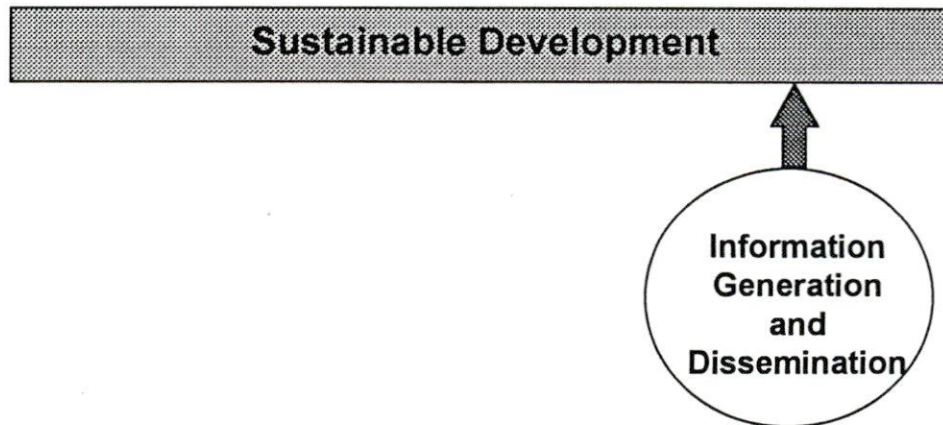 Sustainable Development
Information
Generation
and
Dissemination